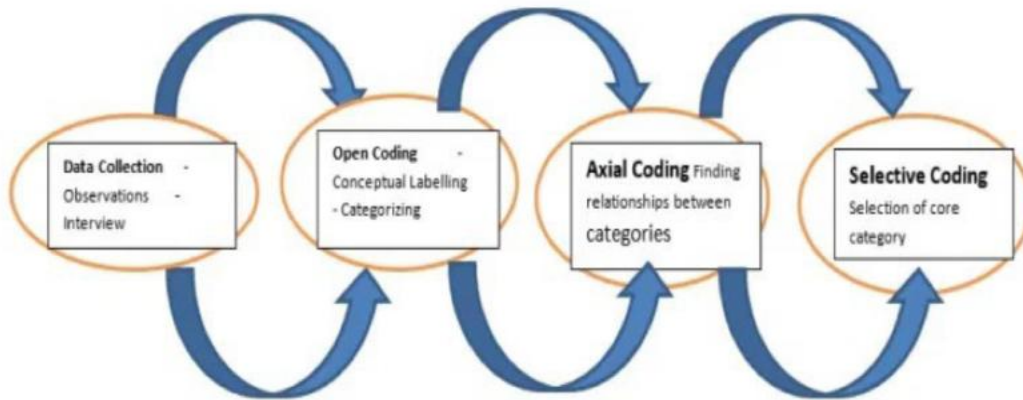 Data Collection -
Observations -
Interview
Open Coding -
Conceptual Labelling
- Categorizing
Axial Coding Finding
relationships between
categories
Selective Coding
Selection of core
category